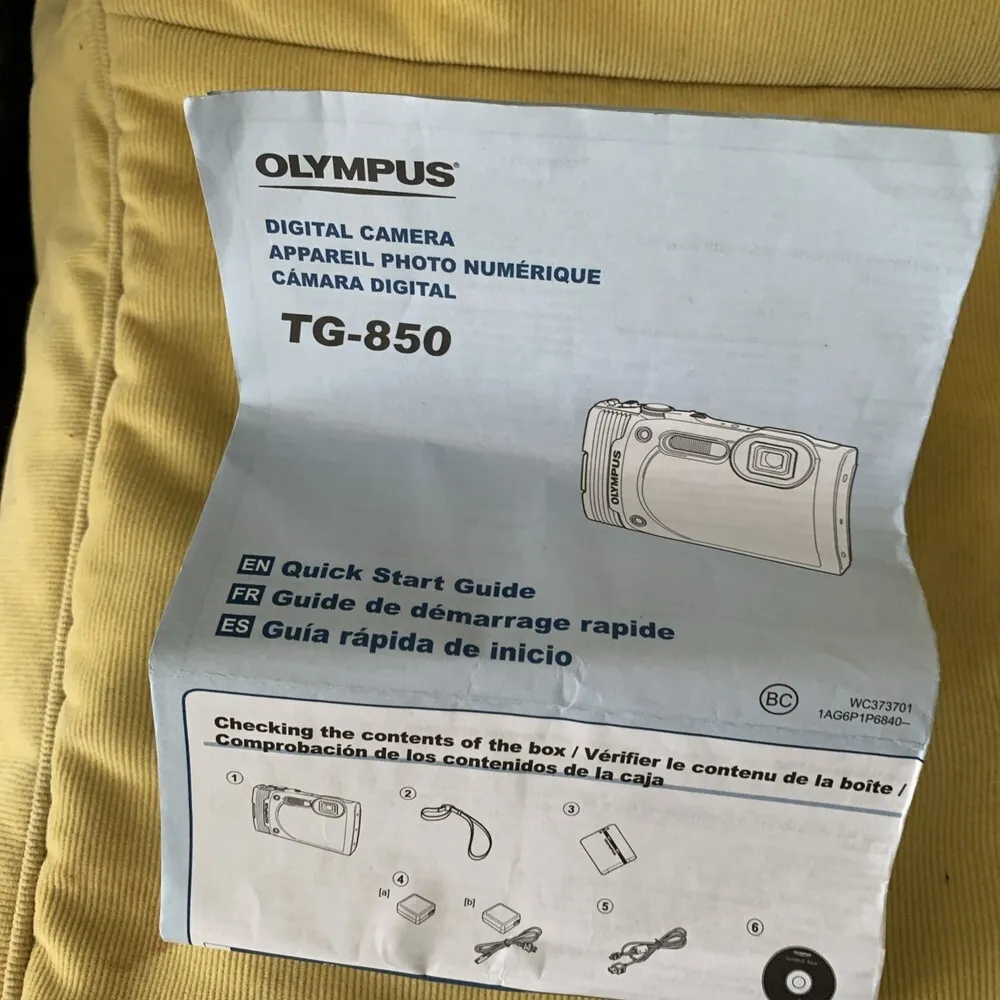 OLYMPUS®
DIGITAL CAMERA
APPAREIL PHOTO NUMÉRIQUE
CÁMARA DIGITAL
TG-850
OLYMPUS
EN Quick Start Guide
FR Guide de démarrage rapide
ES Guía rápida de inicio
BC
WC373701
1AG6P1P6840–
Checking the contents of the box / Vérifier le contenu de la boîte /
Comprobación de los contenidos de la caja
1
2
3
OLYMPUS
4
[a]
[b]
5
6
OLYMPUS